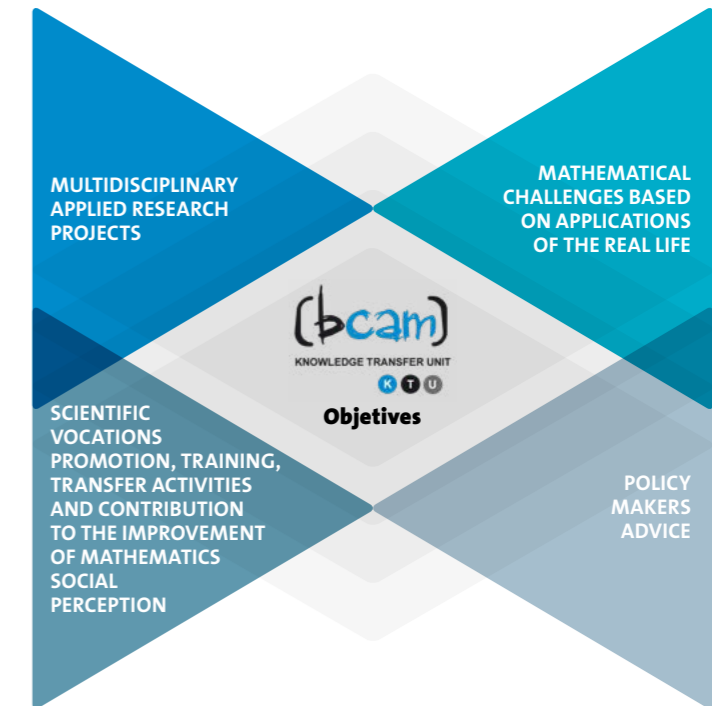 MULTIDISCIPLINARY
APPLIED RESEARCH
PROJECTS
MATHEMATICAL
CHALLENGES BASED
ON APPLICATIONS
OF THE REAL LIFE
(bcam)
KNOWLEDGE TRANSFER UNIT
K T U
Objetives
SCIENTIFIC
VOCATIONS
PROMOTION, TRAINING,
TRANSFER ACTIVITIES
AND CONTRIBUTION
TO THE IMPROVEMENT
OF MATHEMATICS
SOCIAL
PERCEPTION
POLICY
MAKERS
ADVICE